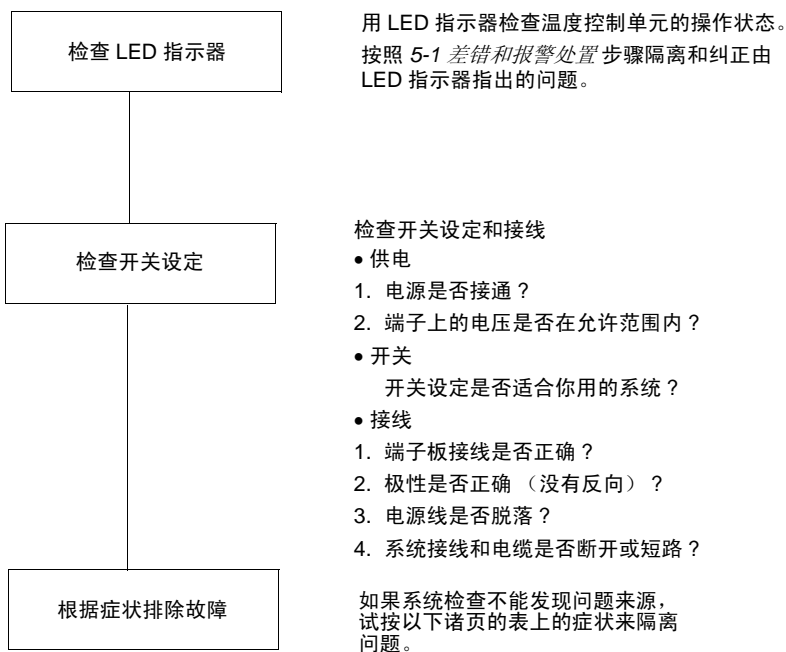 检查 LED 指示器
用 LED 指示器检查温度控制单元的操作状态。
按照 5-1 差错和报警处置 步骤隔离和纠正由
LED 指示器指出的问题。
检查开关设定
检查开关设定和接线
• 供电
1. 电源是否接通？
2. 端子上的电压是否在允许范围内？
• 开关
开关设定是否适合你用的系统？
• 接线
1. 端子板接线是否正确？
2. 极性是否正确 （没有反向）？
3. 电源线是否脱落？
4. 系统接线和电缆是否断开或短路？
根据症状排除故障
如果系统检查不能发现问题来源，
试按以下诸页的表上的症状来隔离
问题。